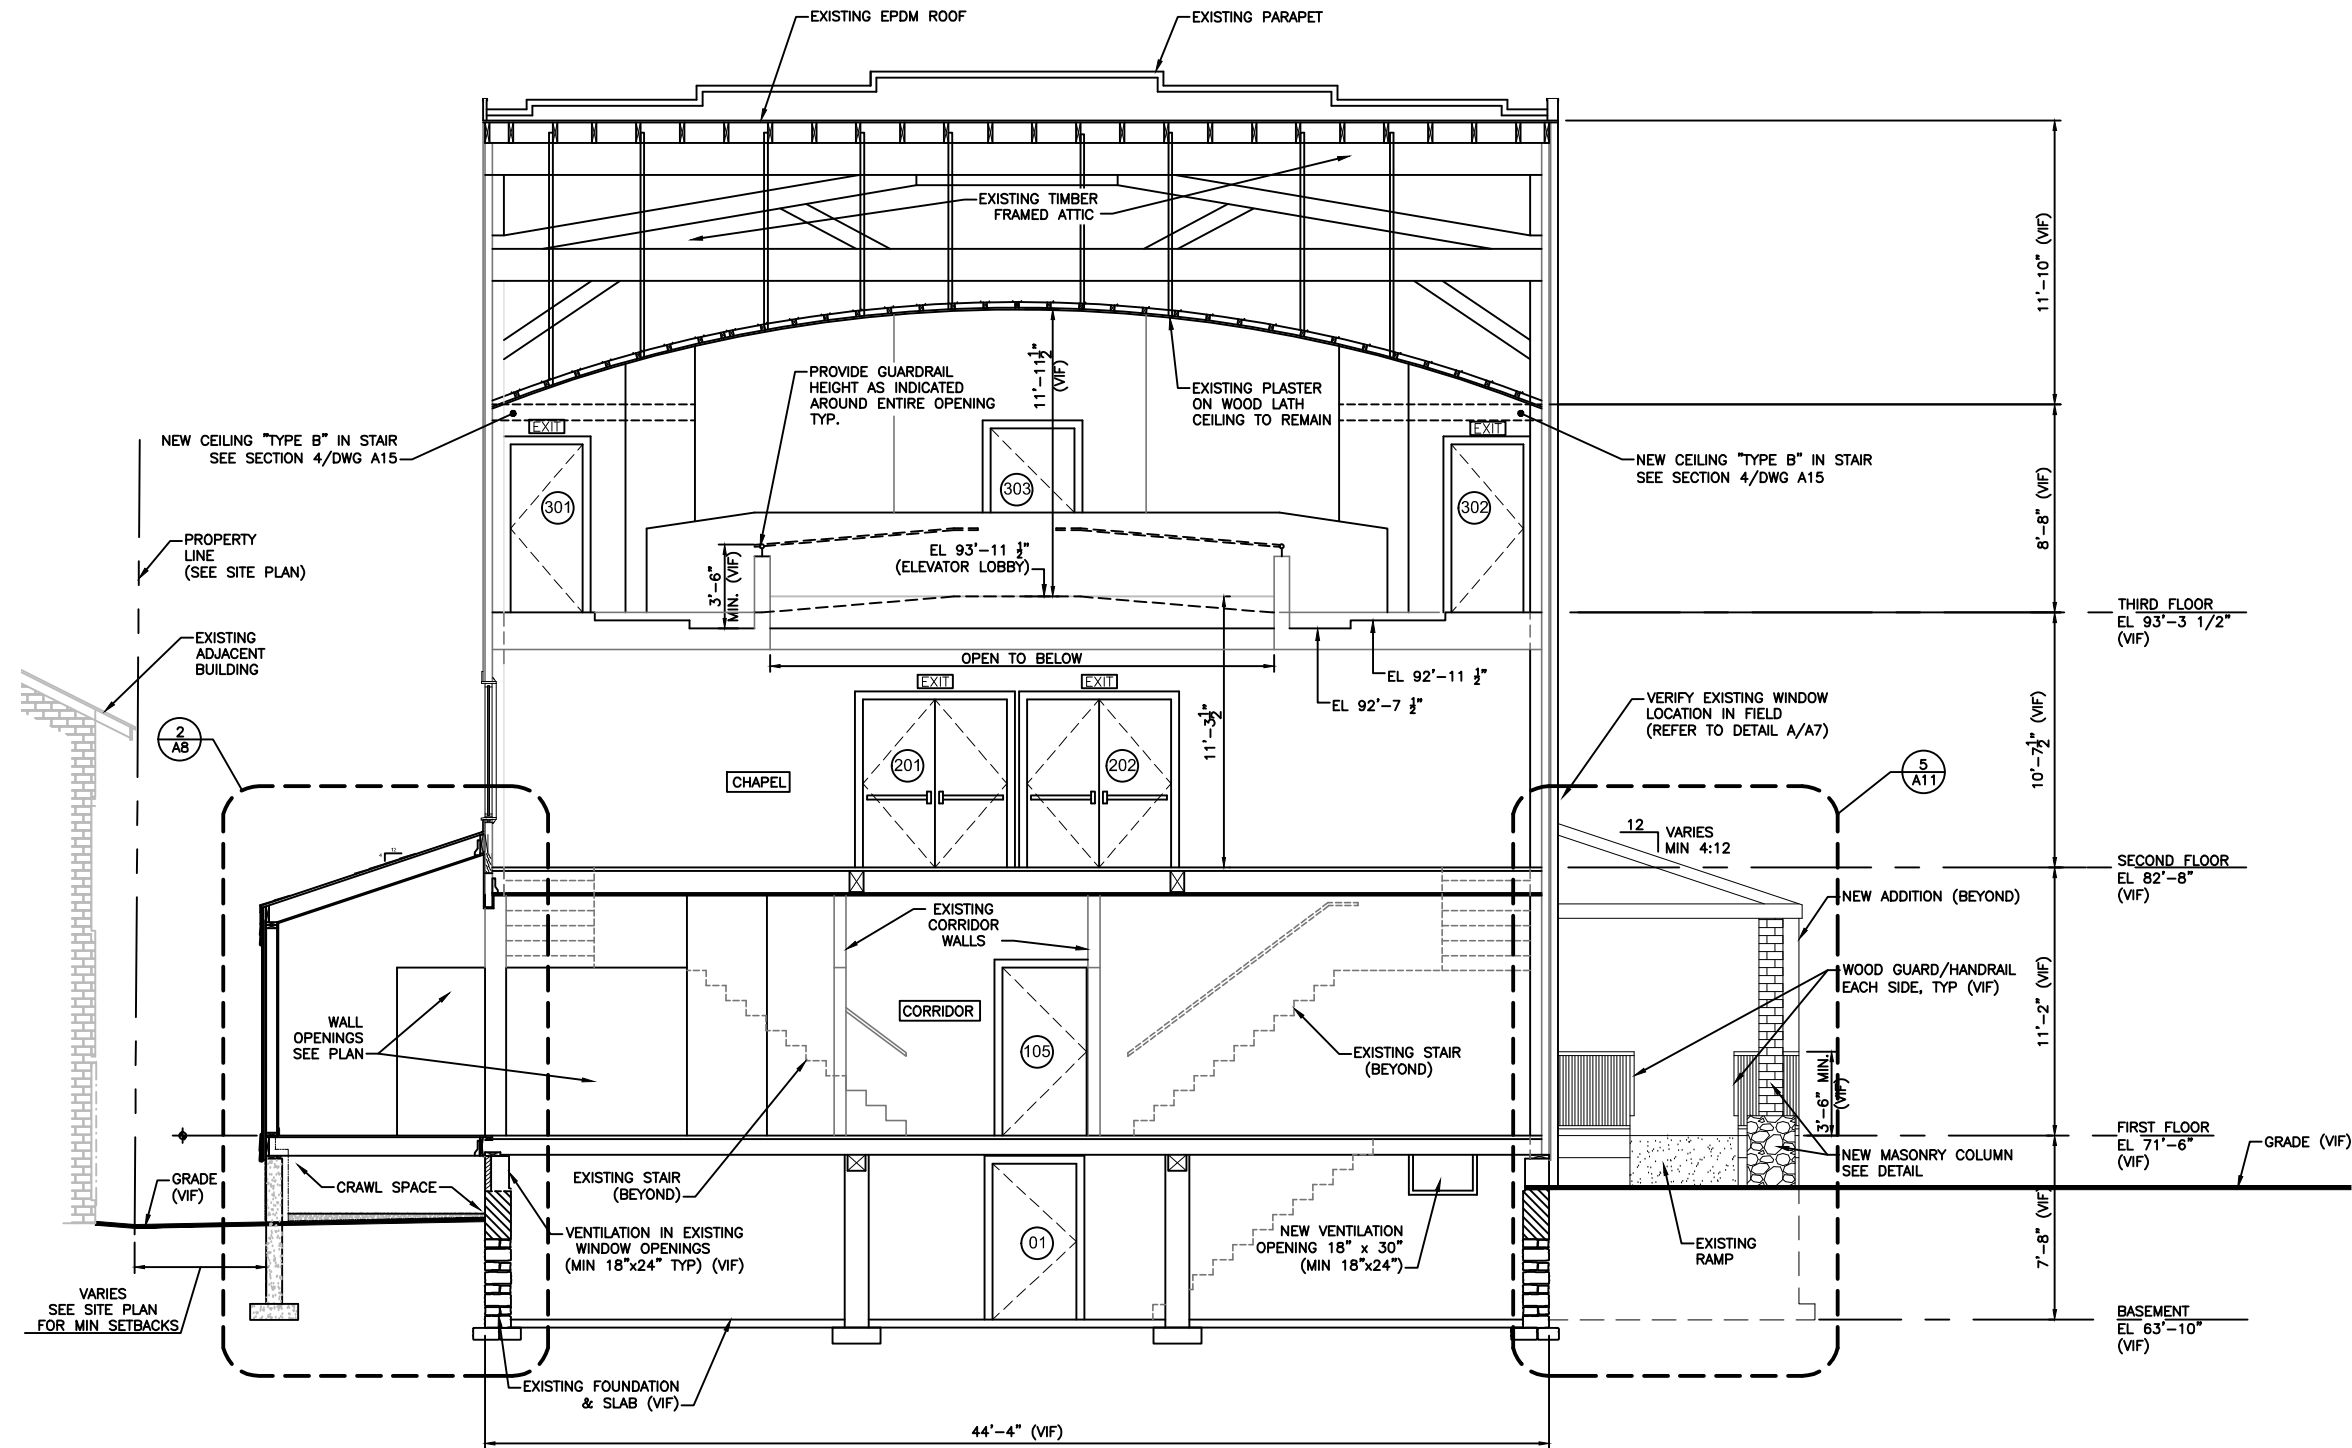 EXISTING EPDM ROOF
EXISTING PARAPET
EXISTING TIMBER
FRAMED ATTIC
11'-10" (VIF)
PROVIDE GUARDRAIL
HEIGHT AS INDICATED
AROUND ENTIRE OPENING
TYP.
11'-11 1/2"
(VIF)
EXISTING PLASTER
ON WOOD LATH
CEILING TO REMAIN
NEW CEILING "TYPE B" IN STAIR
SEE SECTION 4/DWG A15
EXIT
EXIT
NEW CEILING "TYPE B" IN STAIR
SEE SECTION 4/DWG A15
301
303
302
8'-8" (VIF)
PROPERTY
LINE
(SEE SITE PLAN)
3'-6"
MIN. (VIF)
EL 93'-11 1/2"
(ELEVATOR LOBBY)
THIRD FLOOR
EL 93'-3 1/2"
(VIF)
EXISTING
ADJACENT
BUILDING
OPEN TO BELOW
EL 92'-11 1/2"
EL 92'-7 1/2"
EXIT
EXIT
11'-3 1/2"
VERIFY EXISTING WINDOW
LOCATION IN FIELD
(REFER TO DETAIL A/A7)
10'-7 1/2" (VIF)
2
A8
201
202
CHAPEL
5
A11
12
4
12
VARIES
MIN 4:12
SECOND FLOOR
EL 82'-8"
(VIF)
NEW ADDITION (BEYOND)
EXISTING
CORRIDOR
WALLS
WOOD GUARD/HANDRAIL
EACH SIDE, TYP (VIF)
11'-2" (VIF)
CORRIDOR
WALL
OPENINGS
SEE PLAN
105
EXISTING STAIR
(BEYOND)
3'-6" MIN.
(VIF)
FIRST FLOOR
EL 71'-6"
(VIF)
GRADE (VIF)
NEW MASONRY COLUMN
SEE DETAIL
GRADE
(VIF)
CRAWL SPACE
EXISTING STAIR
(BEYOND)
VENTILATION IN EXISTING
WINDOW OPENINGS
(MIN 18"x24" TYP) (VIF)
01
NEW VENTILATION
OPENING 18" x 30"
(MIN 18"x24")
EXISTING
RAMP
7'-8" (VIF)
VARIES
SEE SITE PLAN
FOR MIN SETBACKS
BASEMENT
EL 63'-10"
(VIF)
EXISTING FOUNDATION
& SLAB (VIF)
44'-4" (VIF)